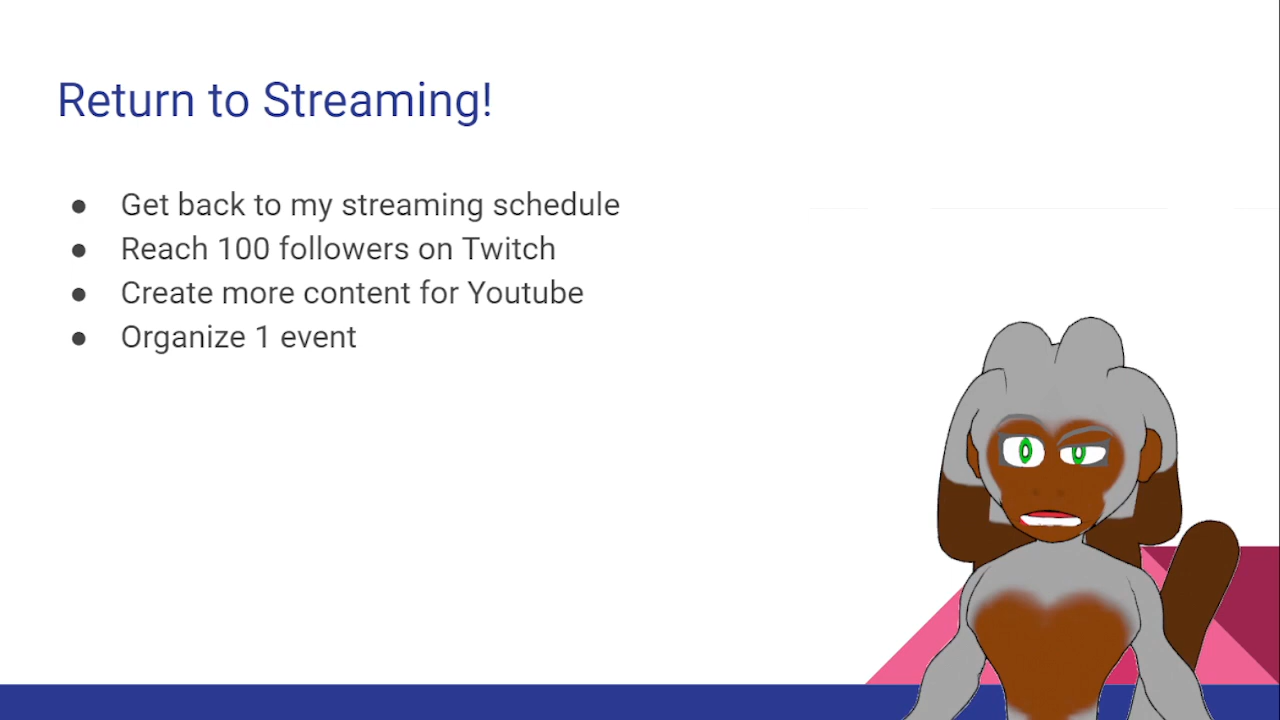 Return to Streaming!
● Get back to my streaming schedule
● Reach 100 followers on Twitch
● Create more content for Youtube
● Organize 1 event